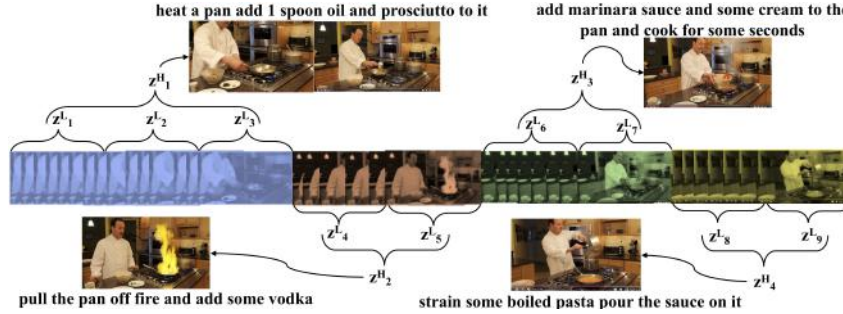 heat a pan add 1 spoon oil and prosciutto to it
add marinara sauce and some cream to the
pan and cook for some seconds
z^H_1
z^H_3
z^L_1
z^L_2
z^L_3
z^L_6
z^L_7
z^L_4
z^L_5
z^L_8
z^L_9
z^H_2
z^H_4
pull the pan off fire and add some vodka
strain some boiled pasta pour the sauce on it